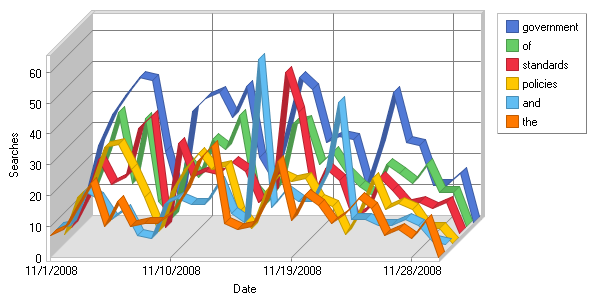 government
of
standards
policies
and
the
60
50
40
30
20
10
0
Searches
11/1/2008 11/10/2008 11/19/2008 11/28/2008
Date